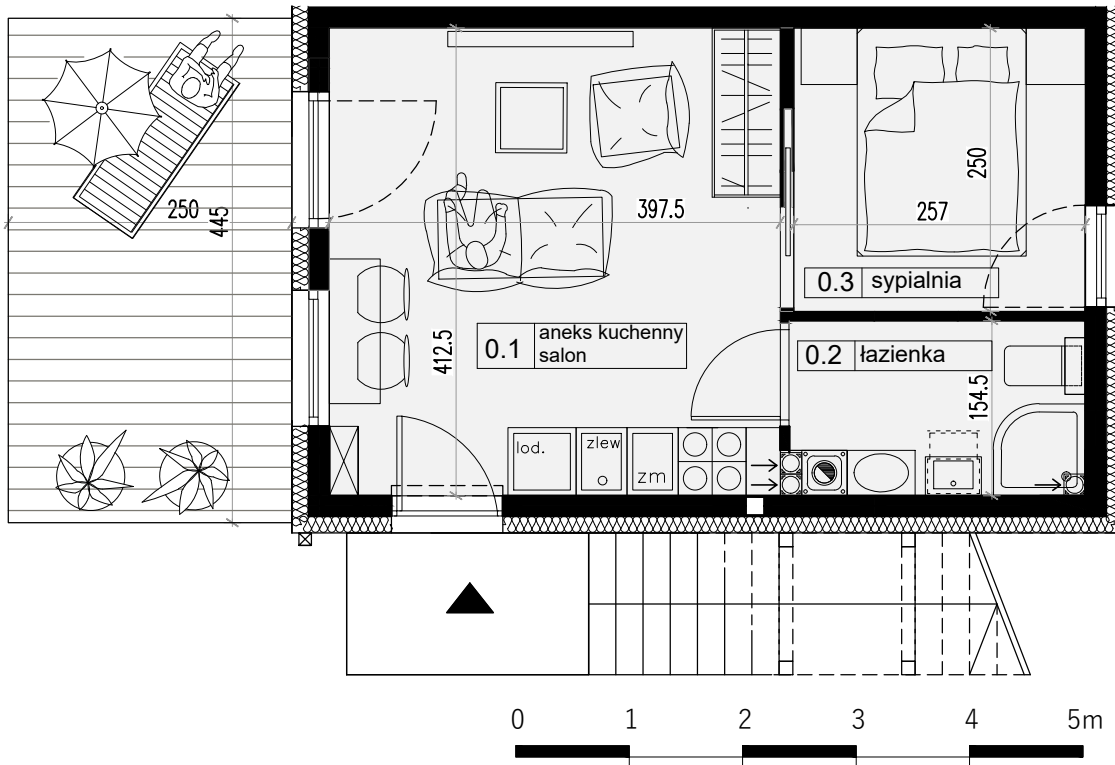 250
445
397.5
250
257
0.3 sypialnia
412.5
0.1 aneks kuchenny
salon
0.2 łazienka
154.5
lod.
zlew
zm
0 1 2 3 4 5m